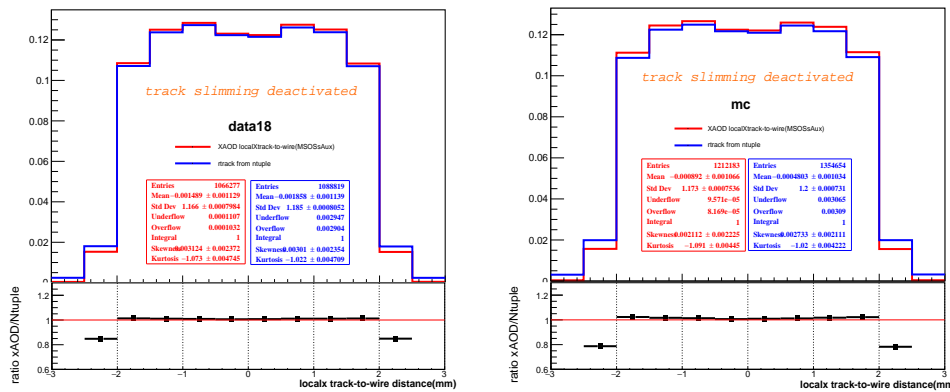 0.12
0.1
0.08
0.06
0.04
0.02
0
track slimming deactivated
data18
XAOD localXtrack-to-wire(MSOSsAux)
rtrack from ntuple
Entries 1066277
Mean −0.001489 ± 0.001129
Std Dev 1.166 ± 0.0007984
Underflow 0.0001107
Overflow 0.0001032
Integral 1
0.003124 ± 0.002372
Kurtosis −1.073 ± 0.004745
Entries 1088819
Mean −0.001858 ± 0.001139
Std Dev 1.185 ± 0.0008052
Underflow 0.002947
Overflow 0.002904
Integral 1
0.00301 ± 0.002354
Kurtosis −1.022 ± 0.004709
ratio xAOD/Ntuple
1.2
1
0.8
0.6
−3 −2 −1 0 1 2 3
localx track-to-wire distance(mm)
0.12
0.1
0.08
0.06
0.04
0.02
0
track slimming deactivated
mc
XAOD localXtrack-to-wire(MSOSsAux)
rtrack from ntuple
Entries 1212183
Mean −0.000892 ± 0.001066
Std Dev 1.173 ± 0.0007536
Underflow 9.571e−05
Overflow 8.169e−05
Integral 1
0.002112 ± 0.002225
Kurtosis −1.091 ± 0.00445
Entries 1354654
Mean −0.0004803 ± 0.001034
Std Dev 1.2 ± 0.000731
Underflow 0.003065
Overflow 0.00309
Integral 1
0.002733 ± 0.002111
Kurtosis −1.02 ± 0.004222
ratio xAOD/Ntuple
1.2
1
0.8
0.6
−3 −2 −1 0 1 2 3
localx track-to-wire distance(mm)